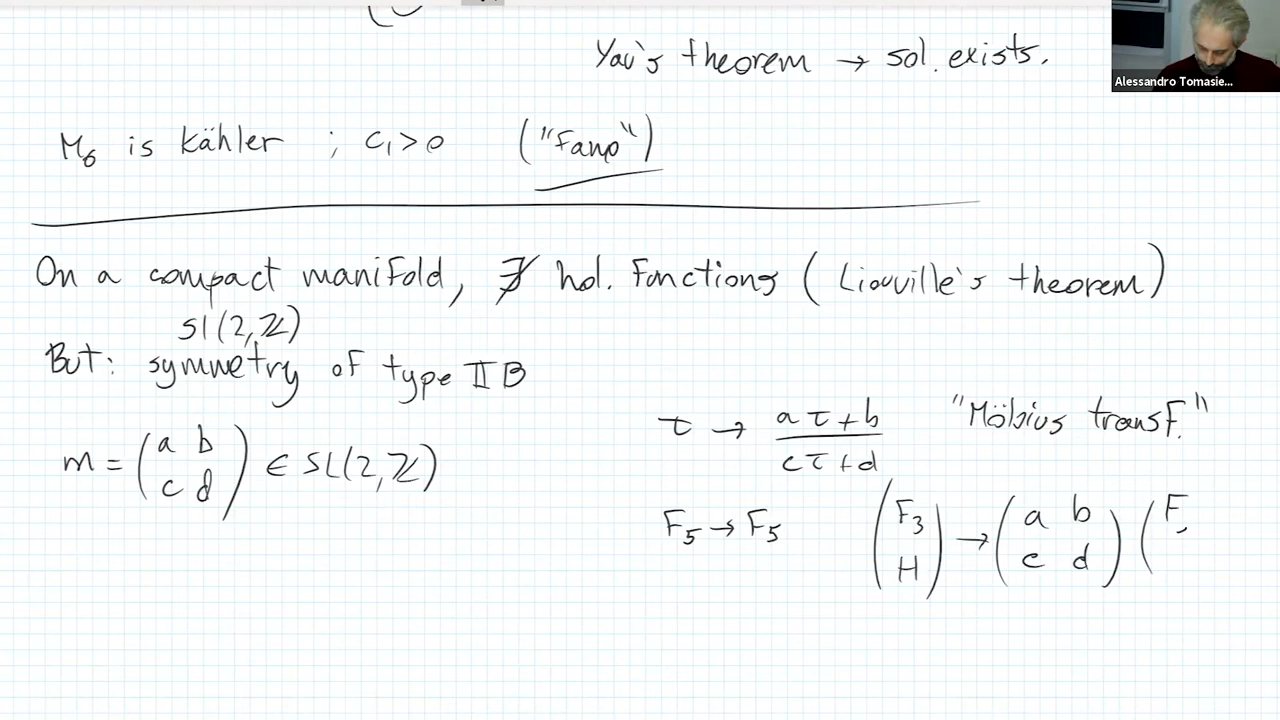 Yau's theorem → sol. exists.
Alessandro Tomasie...
M₆ is Kähler ; c₁>0 ("Fano")
On a compact manifold, ∄ hol. functions (Liouville's theorem)
Sl(2,ℤ)
But: symmetry of type IIB
m = (a b c d) ∈ SL(2,ℤ)
τ → aτ+b / cτ+d "Möbius transf."
F₅ → F₅ (F₃ H) → (a b c d) (F